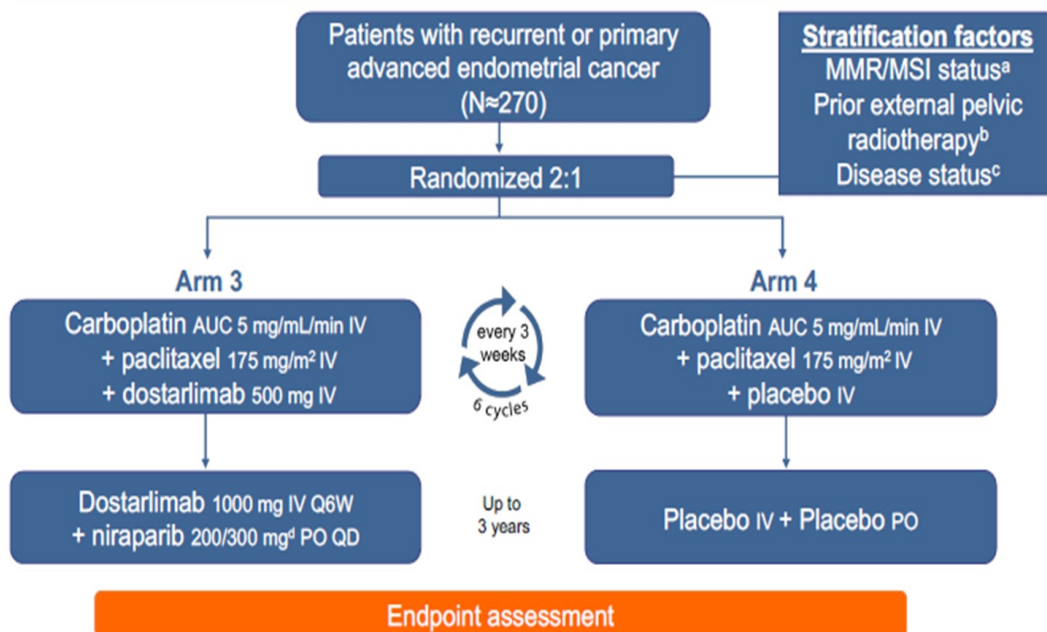 Patients with recurrent or primary
advanced endometrial cancer
(N≈270)
Stratification factors
MMR/MSI statusᵃ
Prior external pelvic
radiotherapyᵇ
Disease statusᶜ
Randomized 2:1
Arm 3
Carboplatin AUC 5 mg/mL/min IV
+ paclitaxel 175 mg/m² IV
+ dostarlimab 500 mg IV
every 3
weeks
6 cycles
Arm 4
Carboplatin AUC 5 mg/mL/min IV
+ paclitaxel 175 mg/m² IV
+ placebo IV
Dostarlimab 1000 mg IV Q6W
+ niraparib 200/300 mgᵈ PO QD
Up to
3 years
Placebo IV + Placebo PO
Endpoint assessment